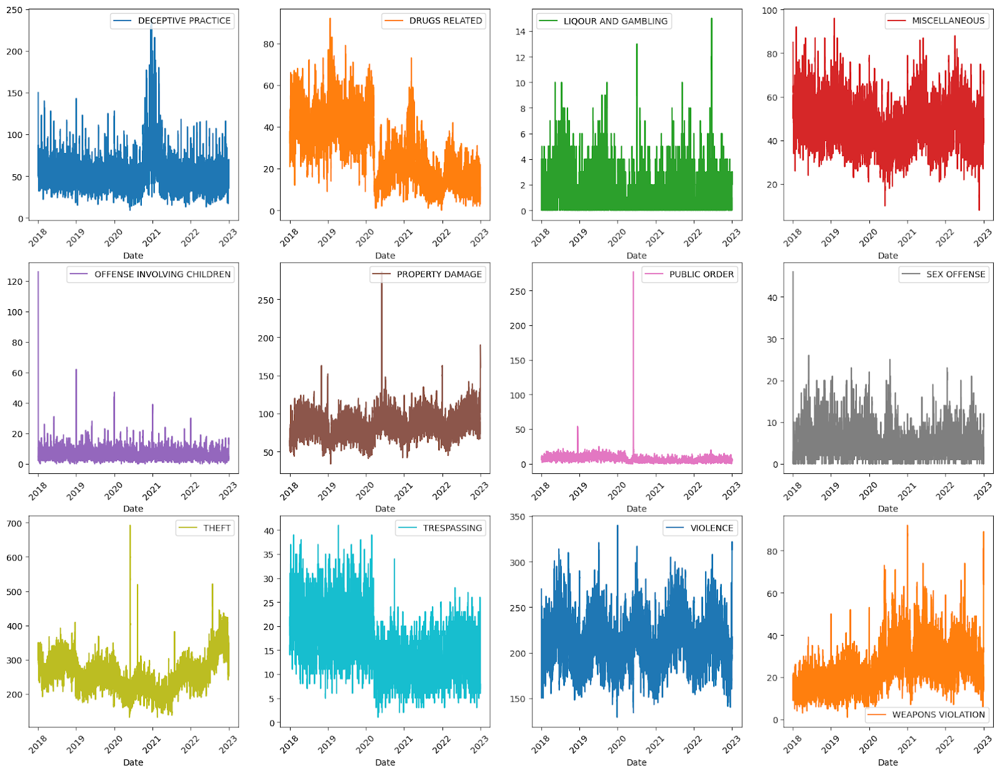 DECEPTIVE PRACTICE
250
200
150
100
50
0
2018 2019 2020 2021 2022 2023
Date
DRUGS RELATED
80
60
40
20
0
2018 2019 2020 2021 2022 2023
Date
LIQOUR AND GAMBLING
14
12
10
8
6
4
2
0
2018 2019 2020 2021 2022 2023
Date
MISCELLANEOUS
100
80
60
40
20
2018 2019 2020 2021 2022 2023
Date
OFFENSE INVOLVING CHILDREN
120
100
80
60
40
20
0
2018 2019 2020 2021 2022 2023
Date
PROPERTY DAMAGE
250
200
150
100
50
2018 2019 2020 2021 2022 2023
Date
PUBLIC ORDER
250
200
150
100
50
0
2018 2019 2020 2021 2022 2023
Date
SEX OFFENSE
40
30
20
10
0
2018 2019 2020 2021 2022 2023
Date
THEFT
700
600
500
400
300
200
2018 2019 2020 2021 2022 2023
Date
TRESPASSING
40
35
30
25
20
15
10
5
0
2018 2019 2020 2021 2022 2023
Date
VIOLENCE
350
300
250
200
150
2018 2019 2020 2021 2022 2023
Date
80
60
40
20
0
WEAPONS VIOLATION
2018 2019 2020 2021 2022 2023
Date